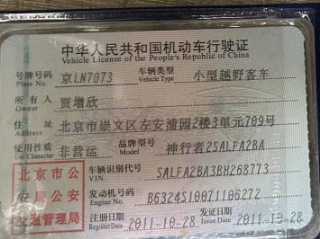 中华人民共和国机动车行驶证
Vehicle License of the People's Republic of China
号牌号码 京LN7073 车辆类型 小型越野客车
Plate No. Vehicle Type
所有人 贾增欣
Owner
住址 北京市崇文区左安浦园2楼3单元709号
Address
使用性质 非营运 品牌型号 神行者2SALFA2BA
Use Character Model
北京市公 车辆识别代号 SALFA2BA3BH268773
VIN
安局公安 发动机号码 B6324S10071106272
Engine No.
交通管理局 注册日期 2011-10-28 发证日期 2011-10-28
Register Date Issue Date